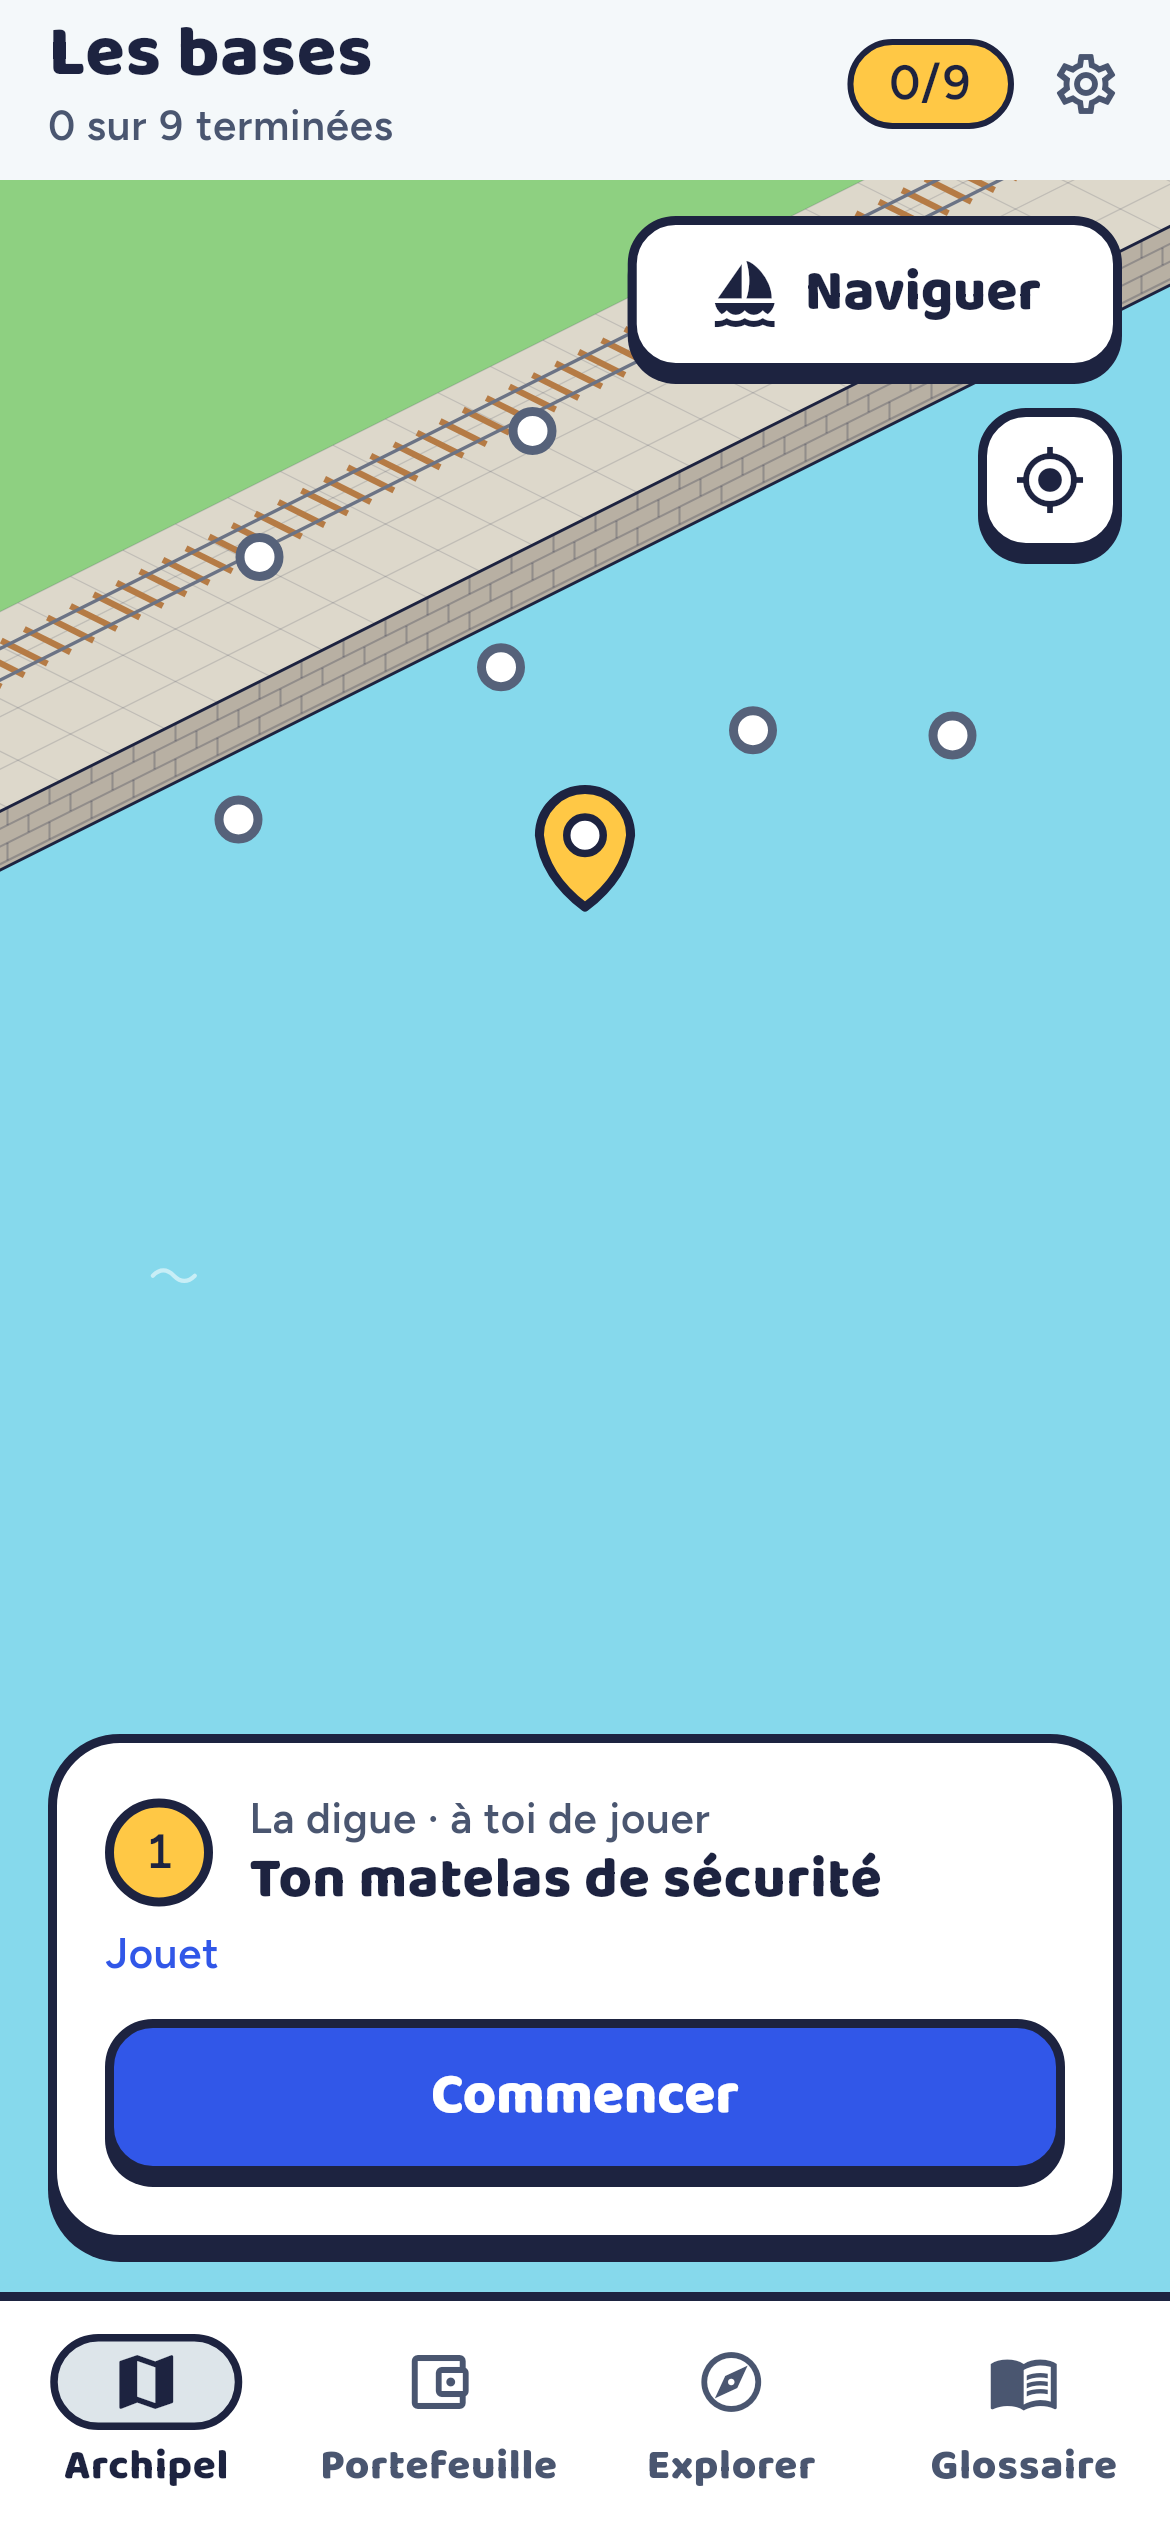 Les bases
0 sur 9 terminées
0/9
Naviguer
1
La digue · à toi de jouer
Ton matelas de sécurité
Jouet
Commencer
Archipel
Portefeuille
Explorer
Glossaire